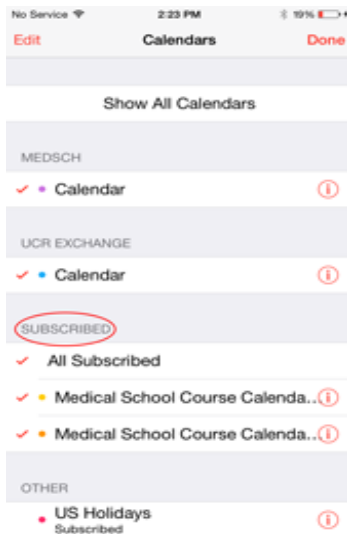 No Service 2:23 PM 19%
Edit Calendars Done
Show All Calendars
MEDSCH
Calendar
UCR EXCHANGE
Calendar
SUBSCRIBED
All Subscribed
Medical School Course Calenda...
Medical School Course Calenda...
OTHER
US Holidays
Subscribed